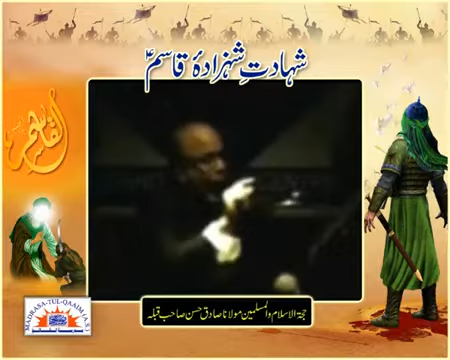 شہادتِ شہزادۂ قاسمؑ
القاسم
حجۃ الاسلام والمسلمین مولانا صادق حسن صاحب قبلہ
MADRASA-TUL-QAAIM (A.S)